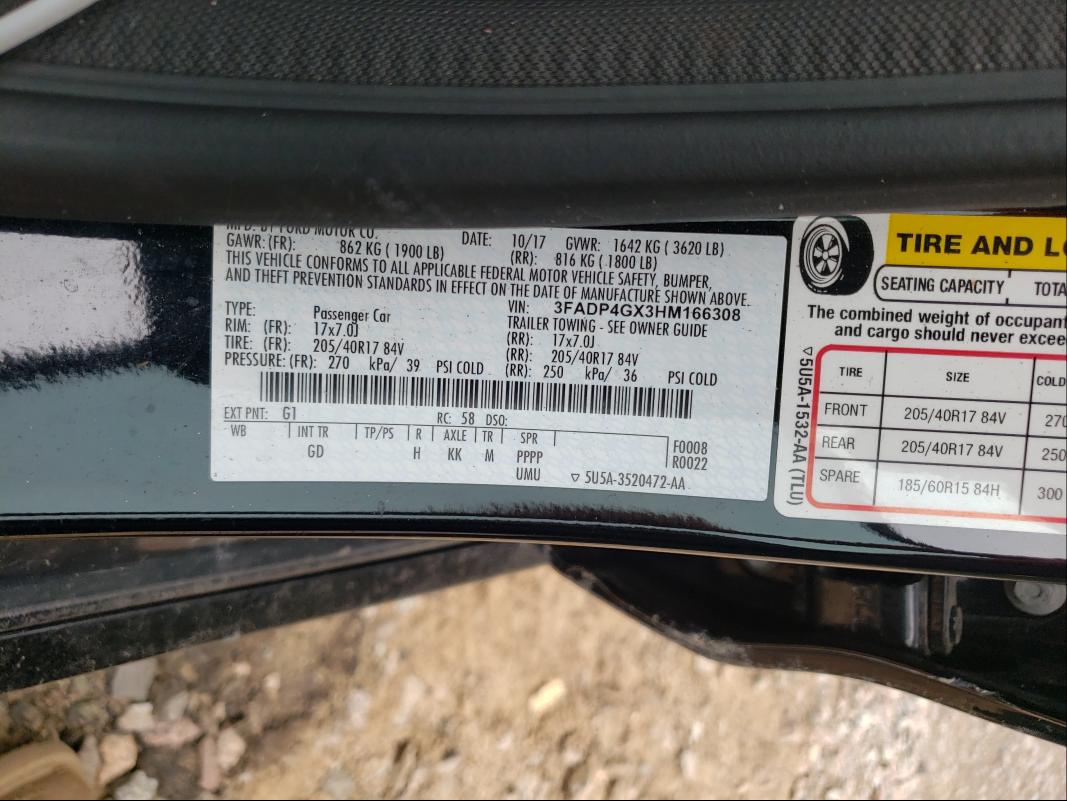 MFD. BY FORD MOTOR CO.
DATE: 10/17 GVWR: 1642 KG ( 3620 LB)
GAWR: (FR): 862 KG ( 1900 LB) (RR): 816 KG ( 1800 LB)
THIS VEHICLE CONFORMS TO ALL APPLICABLE FEDERAL MOTOR VEHICLE SAFETY, BUMPER,
AND THEFT PREVENTION STANDARDS IN EFFECT ON THE DATE OF MANUFACTURE SHOWN ABOVE.
VIN: 3FADP4GX3HM166308
TYPE: Passenger Car TRAILER TOWING - SEE OWNER GUIDE
RIM: (FR): 17x7.0J (RR): 17x7.0J
TIRE: (FR): 205/40R17 84V (RR): 205/40R17 84V
PRESSURE: (FR): 270 kPa/ 39 PSI COLD (RR): 250 kPa/ 36 PSI COLD
EXT PNT: G1 RC: 58 DSO:
WB INT TR TP/PS R AXLE TR SPR F0008
GD H KK M PPPP R0022
UMU ▽ 5U5A-3520472-AA
TIRE AND LO
SEATING CAPACITY TOTA
The combined weight of occupant
and cargo should never excee
TIRE SIZE COLD
FRONT 205/40R17 84V 270
REAR 205/40R17 84V 250
SPARE 185/60R15 84H 300
▽5U5A-1532-AA (TLU)